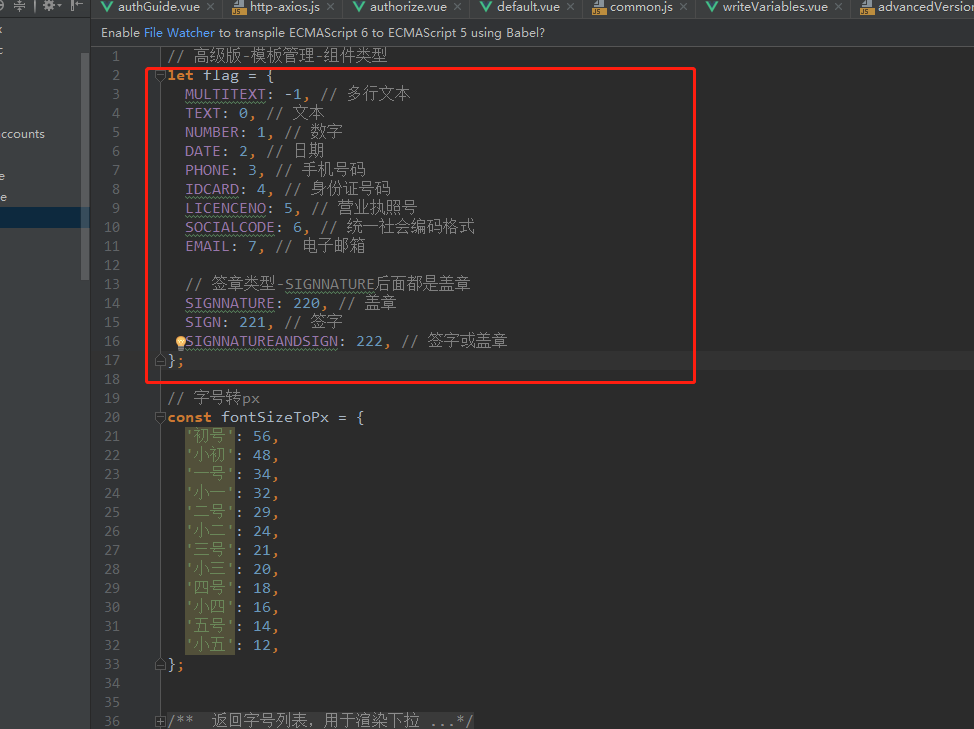 authGuide.vue http-axios.js authorize.vue default.vue common.js writeVariables.vue advancedVersion
Enable File Watcher to transpile ECMAScript 6 to ECMAScript 5 using Babel?
ccounts
1 // 高级版-模板管理-组件类型
2 let flag = {
3 MULTITEXT: -1, // 多行文本
4 TEXT: 0, // 文本
5 NUMBER: 1, // 数字
6 DATE: 2, // 日期
7 PHONE: 3, // 手机号码
8 IDCARD: 4, // 身份证号码
9 LICENCENO: 5, // 营业执照号
10 SOCIALCODE: 6, // 统一社会编码格式
11 EMAIL: 7, // 电子邮箱
12
13 // 签章类型-SIGNNATURE后面都是盖章
14 SIGNNATURE: 220, // 盖章
15 SIGN: 221, // 签字
16 SIGNNATUREANDSIGN: 222, // 签字或盖章
17 };
18
19 // 字号转px
20 const fontSizeToPx = {
21 '初号': 56,
22 '小初': 48,
23 '一号': 34,
24 '小一': 32,
25 '二号': 29,
26 '小二': 24,
27 '三号': 21,
28 '小三': 20,
29 '四号': 18,
30 '小四': 16,
31 '五号': 14,
32 '小五': 12,
33 };
34
35
36 /** 返回字号列表，用于渲染下拉 ...*/